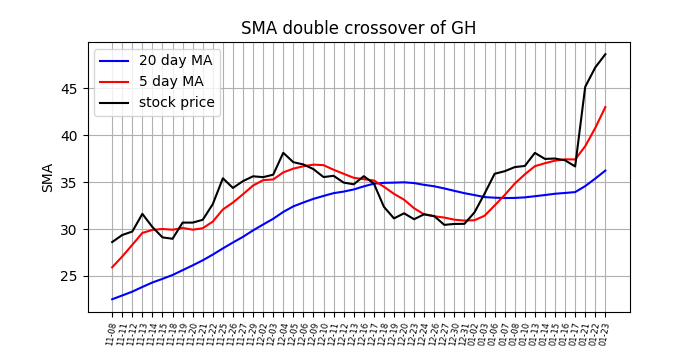 SMA double crossover of GH
20 day MA
5 day MA
stock price
SMA
45
40
35
30
25
11-08 11-11 11-12 11-13 11-14 11-15 11-18 11-19 11-20 11-21 11-22 11-25 11-26 11-27 11-29 12-02 12-03 12-04 12-05 12-06 12-09 12-10 12-11 12-12 12-13 12-16 12-17 12-18 12-19 12-20 12-23 12-24 12-26 12-27 12-30 12-31 01-02 01-03 01-06 01-07 01-08 01-10 01-13 01-14 01-15 01-16 01-17 01-21 01-22 01-23